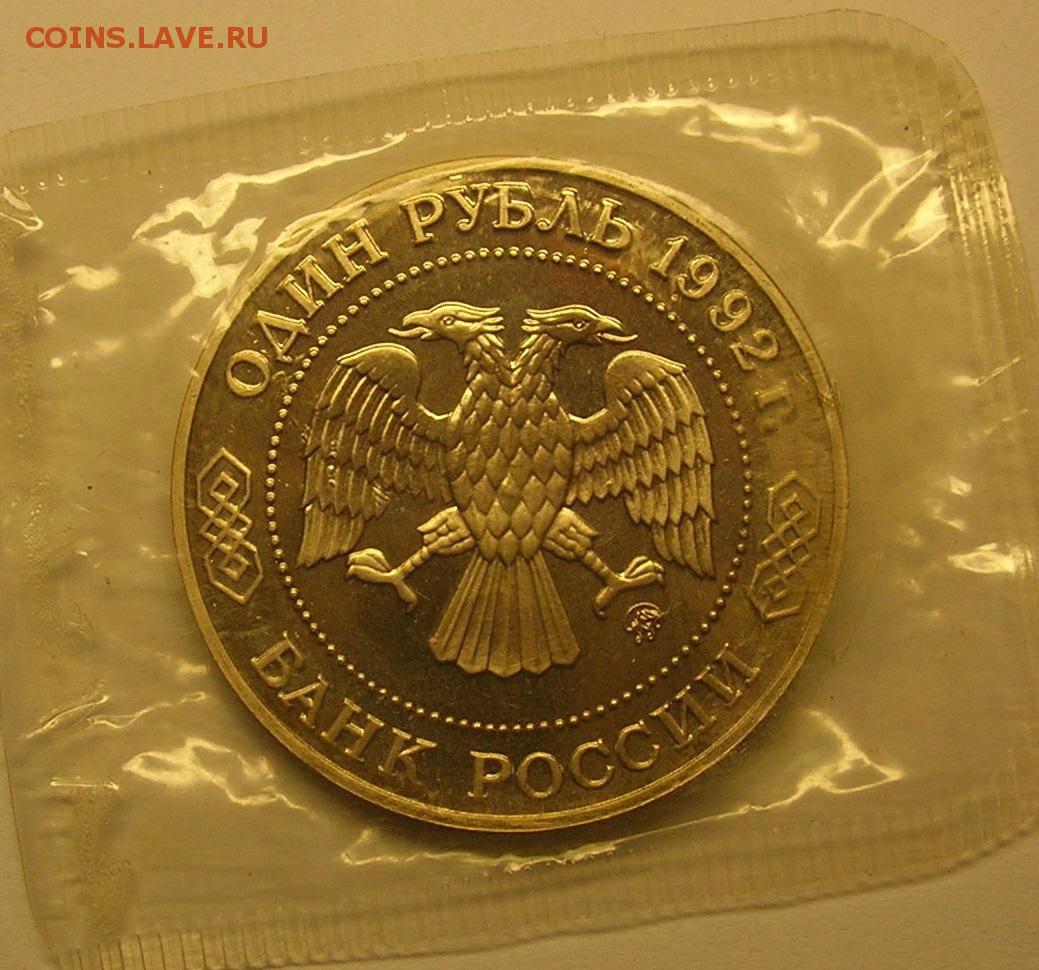 COINS.LAVE.RU
ОДИН РУБЛЬ 1992 г.
БАНК РОССИИ